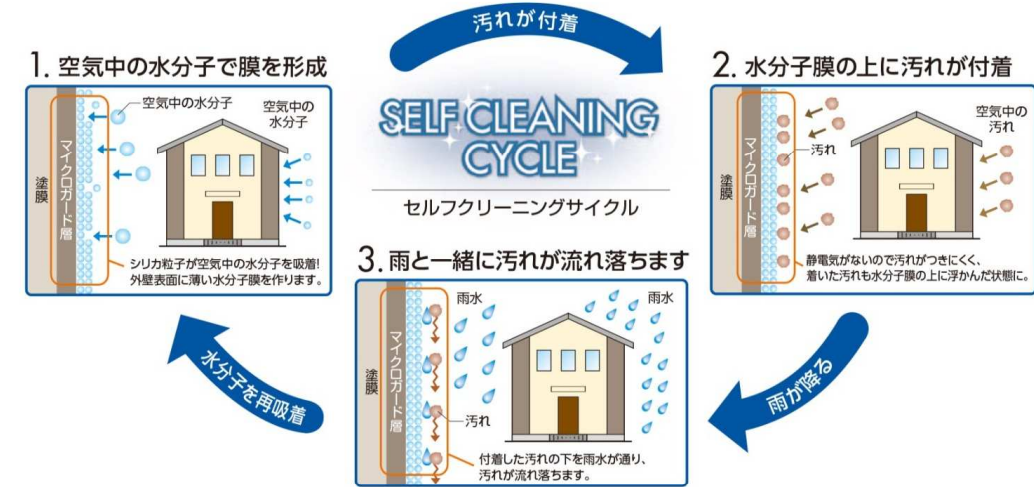 汚れが付着
1. 空気中の水分子で膜を形成
空気中の水分子
空気中の
水分子
マイクロガード層
塗膜
シリカ粒子が空気中の水分子を吸着!
外壁表面に薄い水分子膜を作ります。
SELF CLEANING
CYCLE
セルフクリーニングサイクル
2. 水分子膜の上に汚れが付着
空気中の
汚れ
汚れ
マイクロガード層
塗膜
静電気がないので汚れがつきにくく、
着いた汚れも水分子膜の上に浮かんだ状態に。
雨が降る
3. 雨と一緒に汚れが流れ落ちます
雨水
雨水
マイクロガード層
塗膜
汚れ
付着した汚れの下を雨水が通り、
汚れが流れ落ちます。
水分子を再吸着